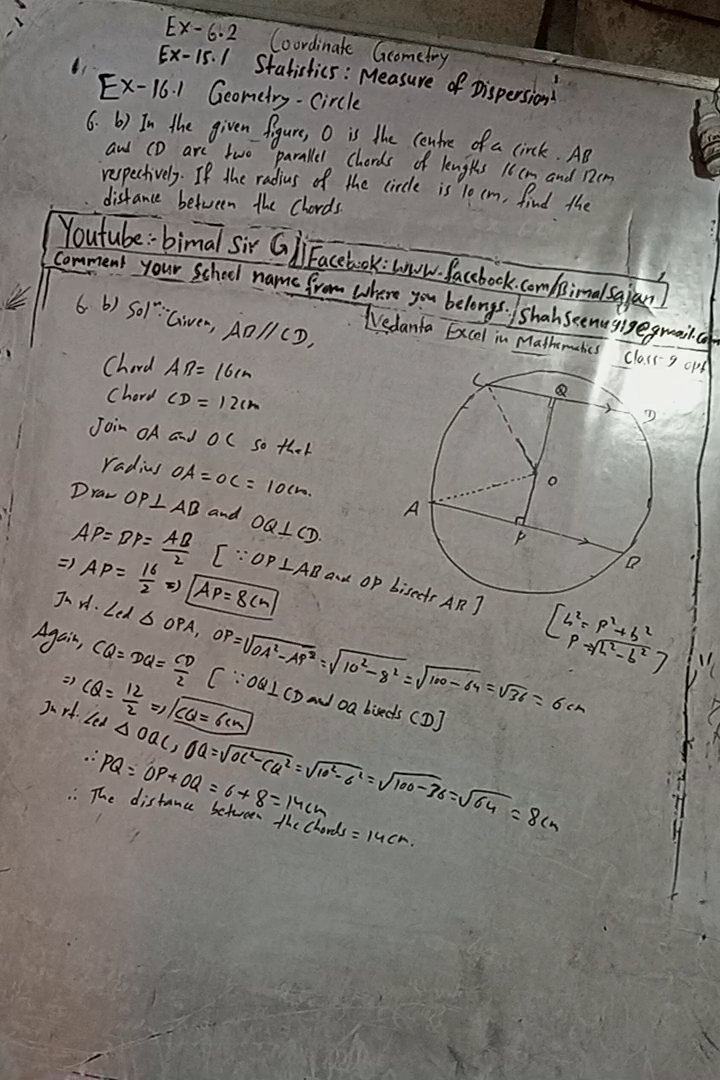 Ex-6.2 Coordinate Geometry
Ex-15.1 Statistics: Measure of Dispersion
Ex-16.1 Geometry-Circle
6. b) In the given figure, O is the centre of a circle. AB
and CD are two parallel chords of lengths 16cm and 12cm
respectively. If the radius of the circle is 10 cm, find the
distance between the chords.
Youtube:- bimal Sir G || Facebook: www.facebook.com/BimalSajan
Comment your School name from where you belongs. / Shahseenu919@gmail.com
Vedanta Excel in Mathematics Class-9 opt
6. b) Solⁿ: Given, AB//CD,
Chord AB = 16cm
Chord CD = 12cm
Join OA and OC so that
radius OA = OC = 10cm.
Draw OP⊥AB and OQ⊥CD.
AP = BP = AB/2 [∵ OP⊥AB and OP bisects AB]
⇒ AP = 16/2 ⇒ AP = 8cm
In rt. Led Δ OPA, OP = √OA²-AP² = √10²-8² = √100-64 = √36 = 6cm
[h² = p²+b²
p = √h²-b²]
Again, CQ = DQ = CD/2 [∵ OQ⊥CD and OQ bisects CD]
⇒ CQ = 12/2 ⇒ CQ = 6cm
In rt. Led Δ OQC, OQ = √OC²-CQ² = √10²-6² = √100-36 = √64 = 8cm
∴ PQ = OP+OQ = 6+8 = 14cm
∴ The distance between the chords = 14cm.
C Q D
O
A P B